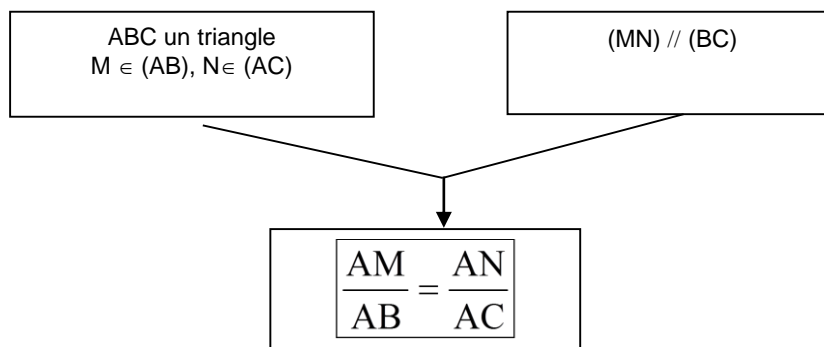 ABC un triangle
M ∈ (AB), N∈ (AC)
(MN) // (BC)
AM/AB = AN/AC